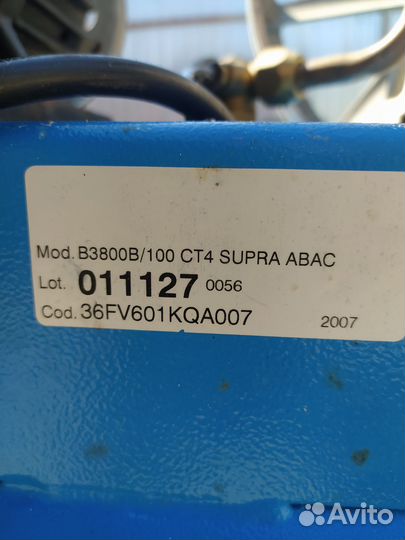 Mod. B3800B/100 CT4 SUPRA ABAC
Lot. 011127 0056
Cod. 36FV601KQA007 2007
Avito